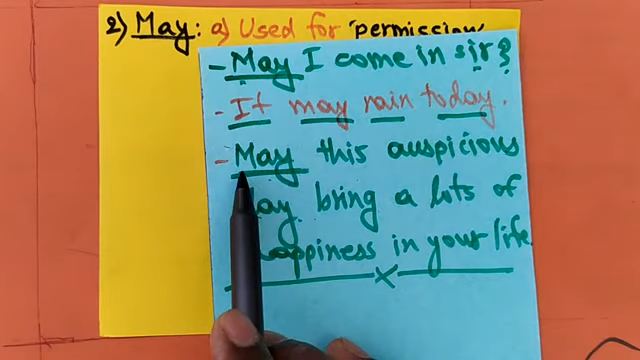 2) May: a) Used for 'permission'
- May I come in sir?
- It may rain today.
- May this auspicious
day bring a lots of
happiness in your life